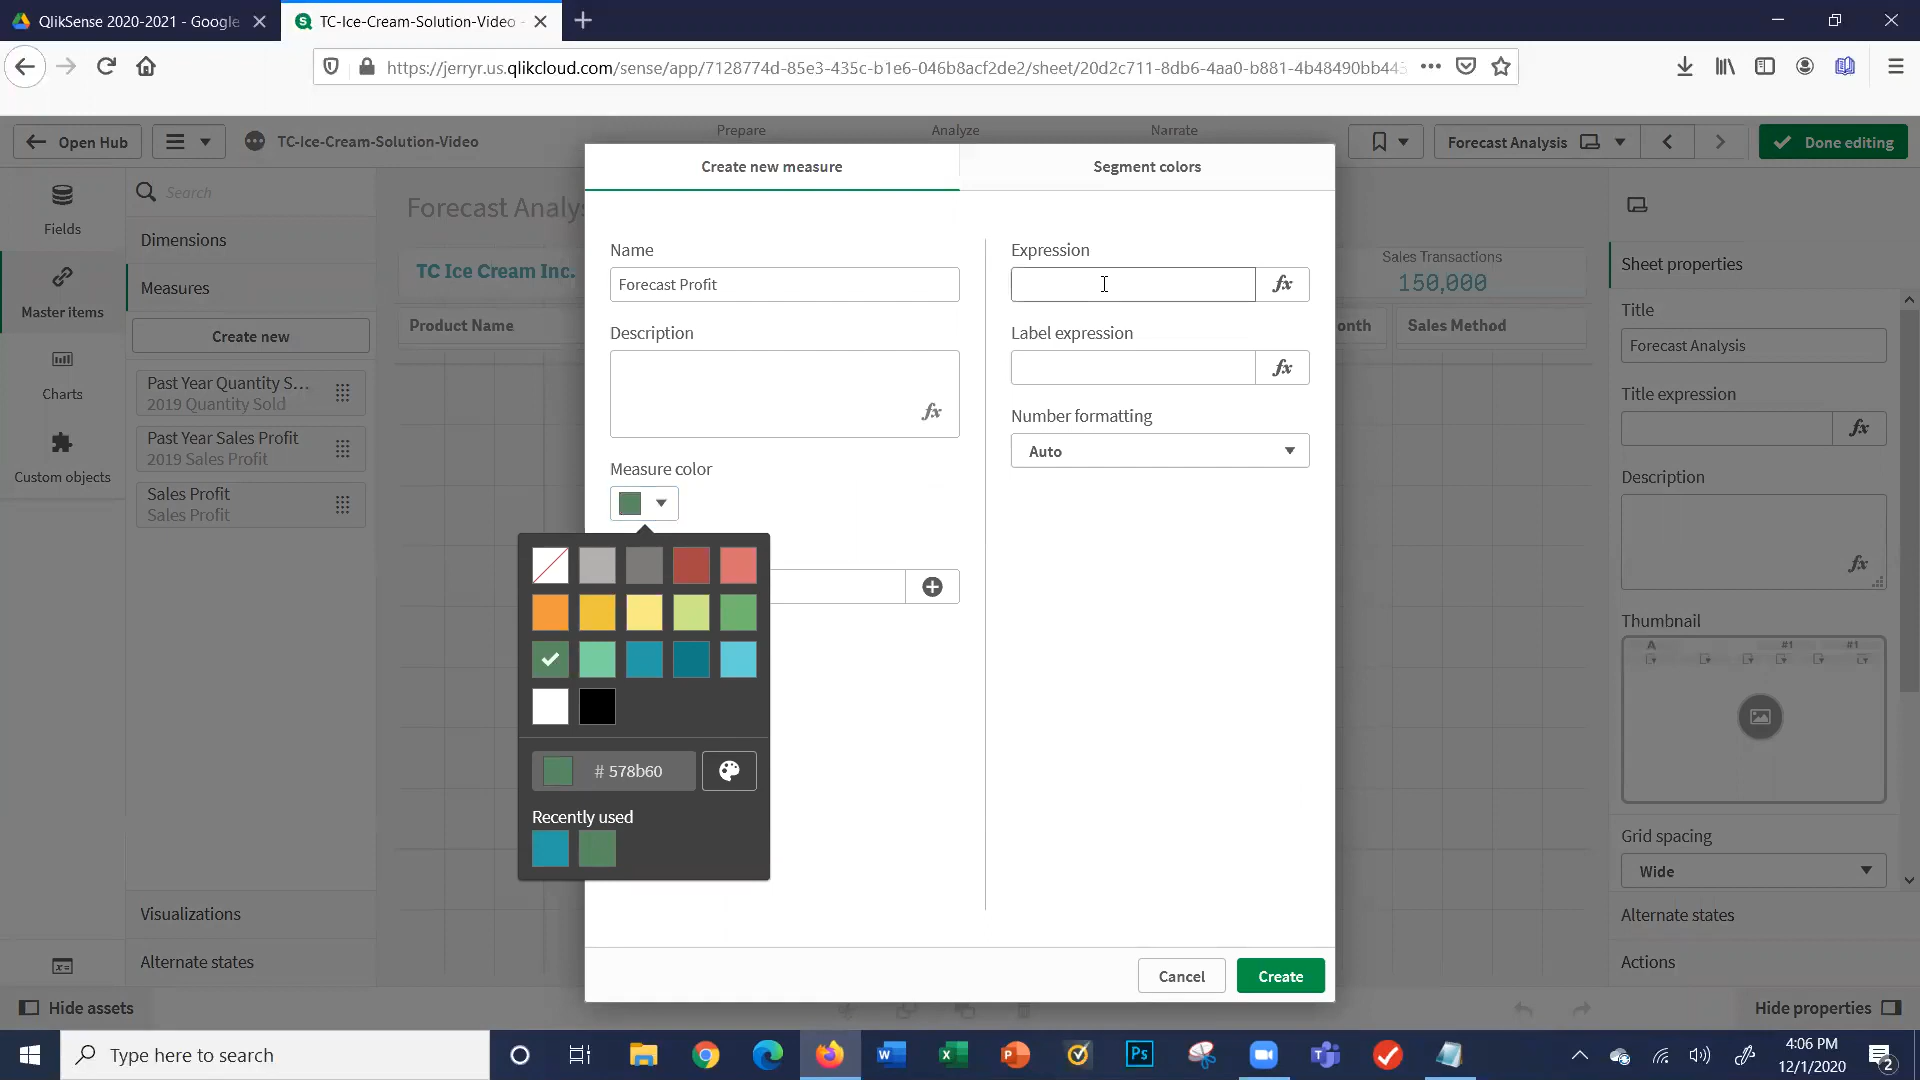 QlikSense 2020-2021 - Google
TC-Ice-Cream-Solution-Video -
https://jerryr.us.qlikcloud.com/sense/app/7128774d-85e3-435c-b1e6-046b8acf2de2/sheet/20d2c711-8db6-4aa0-b881-4b48490bb443
Open Hub
TC-Ice-Cream-Solution-Video
Prepare
Analyze
Narrate
Forecast Analysis
Done editing
Fields
Master items
Charts
Custom objects
Search
Dimensions
Measures
Create new
Past Year Quantity S...
2019 Quantity Sold
Past Year Sales Profit
2019 Sales Profit
Sales Profit
Sales Profit
Visualizations
Alternate states
Hide assets
Forecast Analys
TC Ice Cream Inc.
Product Name
Create new measure
Segment colors
Name
Forecast Profit
Description
Measure color
# 578b60
Recently used
Expression
Label expression
Number formatting
Auto
Cancel
Create
Sales Transactions
150,000
onth
Sales Method
Sheet properties
Title
Forecast Analysis
Title expression
Description
Thumbnail
A
#1
#1
Grid spacing
Wide
Alternate states
Actions
Hide properties
Type here to search
4:06 PM
12/1/2020
2